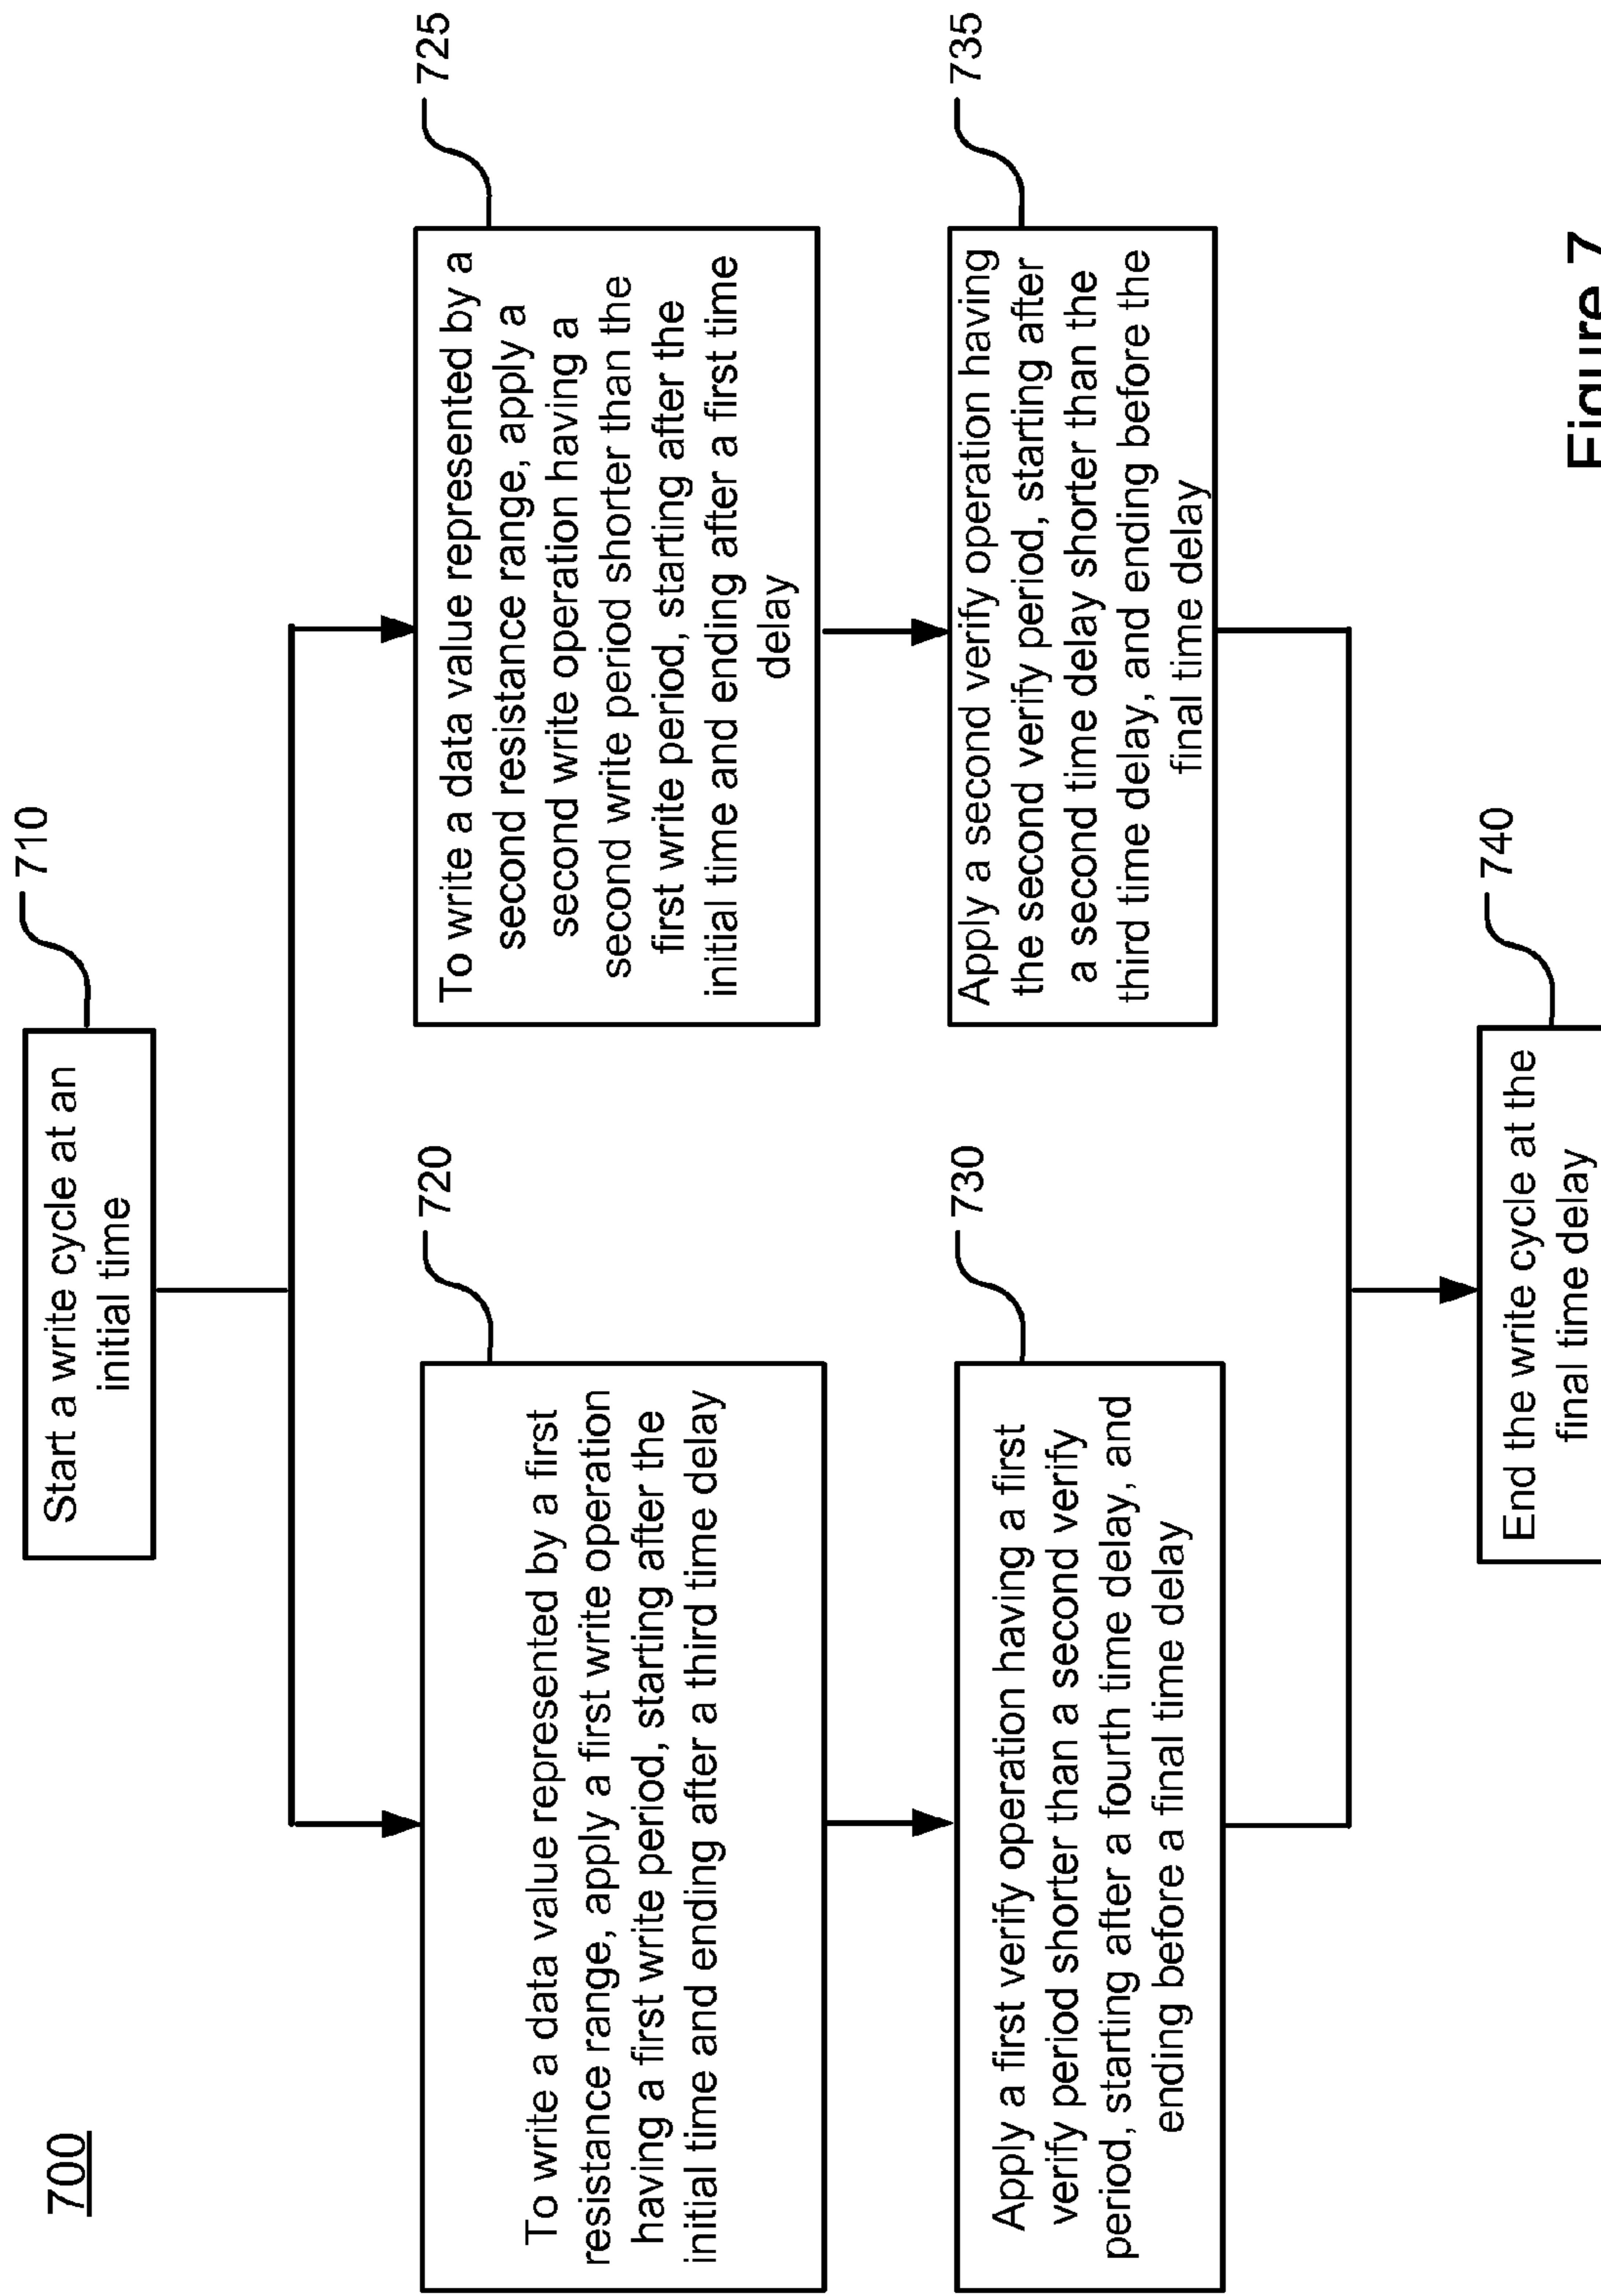 700
Start a write cycle at an
initial time
710
To write a data value represented by a first
resistance range, apply a first write operation
having a first write period, starting after the
initial time and ending after a third time delay
720
To write a data value represented by a
second resistance range, apply a
second write operation having a
second write period shorter than the
first write period, starting after the
initial time and ending after a first time
delay
725
Apply a first verify operation having a first
verify period shorter than a second verify
period, starting after a fourth time delay, and
ending before a final time delay
730
Apply a second verify operation having
the second verify period, starting after
a second time delay shorter than the
third time delay, and ending before the
final time delay
735
End the write cycle at the
final time delay
740
Figure 7